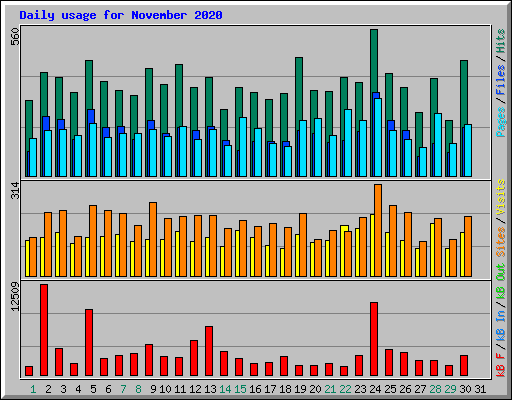 Daily usage for November 2020
560
Pages / Files / Hits
314
Sites / Visits
12509
kB F / kB In / kB Out
1 2 3 4 5 6 7 8 9 10 11 12 13 14 15 16 17 18 19 20 21 22 23 24 25 26 27 28 29 30 31